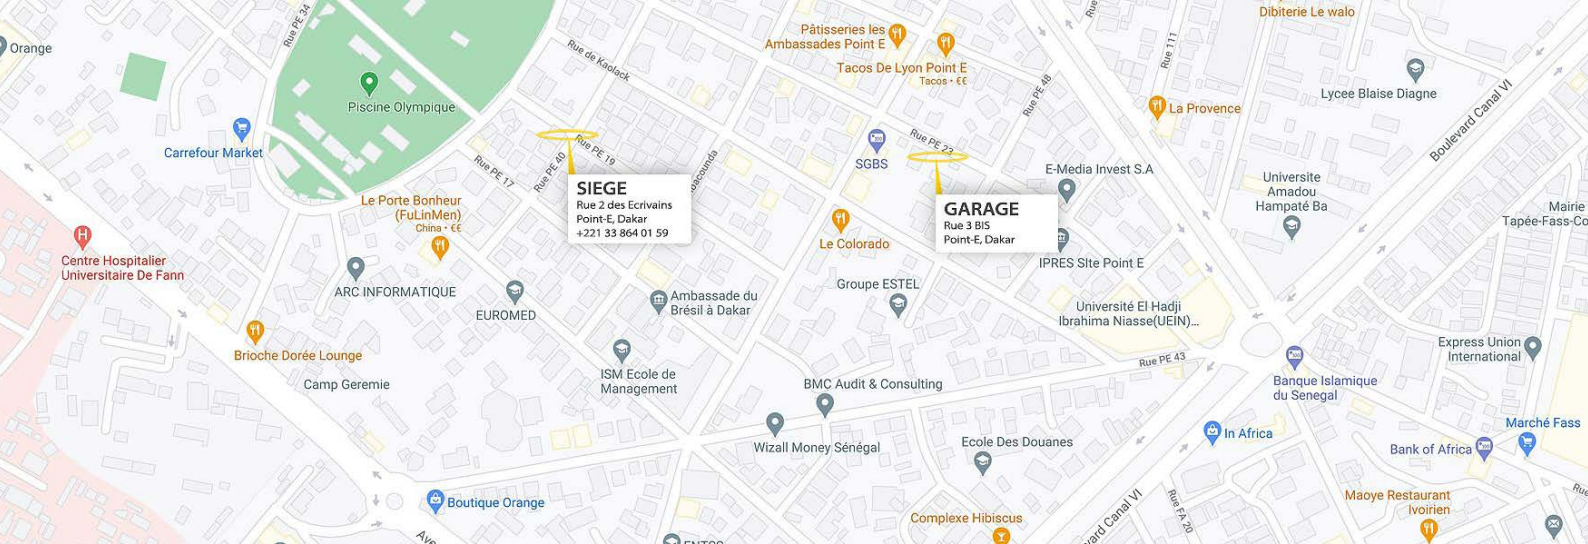 Rue PE 34
Orange
Piscine Olympique
Carrefour Market
Rue de Kaolack
Pâtisseries les
Ambassades Point E
Tacos De Lyon Point E
Tacos • €€
Rue PE 48
Rue 111
Dibiterie Le walo
La Provence
Lycee Blaise Diagne
Boulevard Canal VI
Rue PE 17
Rue PE 40
Rue PE 19
SGBS
Rue PE 23
E-Media Invest S.A
Universite
Amadou
Hampaté Ba
Mairie
Tapée-Fass-Co
SIEGE
Rue 2 des Ecrivains
Point-E, Dakar
+221 33 864 01 59
GARAGE
Rue 3 BIS
Point-E, Dakar
Le Porte Bonheur
(FuLinMen)
China • €€
H
Centre Hospitalier
Universitaire De Fann
ARC INFORMATIQUE
EUROMED
Ambassade du
Brésil à Dakar
Le Colorado
Groupe ESTEL
IPRES SIte Point E
Université El Hadji
Ibrahima Niasse(UEIN)...
Brioche Dorée Lounge
Camp Geremie
ISM Ecole de
Management
BMC Audit & Consulting
Rue PE 43
Express Union
International
Banque Islamique
du Senegal
Wizall Money Sénégal
Ecole Des Douanes
In Africa
Marché Fass
Bank of Africa
Boutique Orange
Complexe Hibiscus
Maoye Restaurant
Ivoirien
Rue FA 20
vard Canal VI
Ave